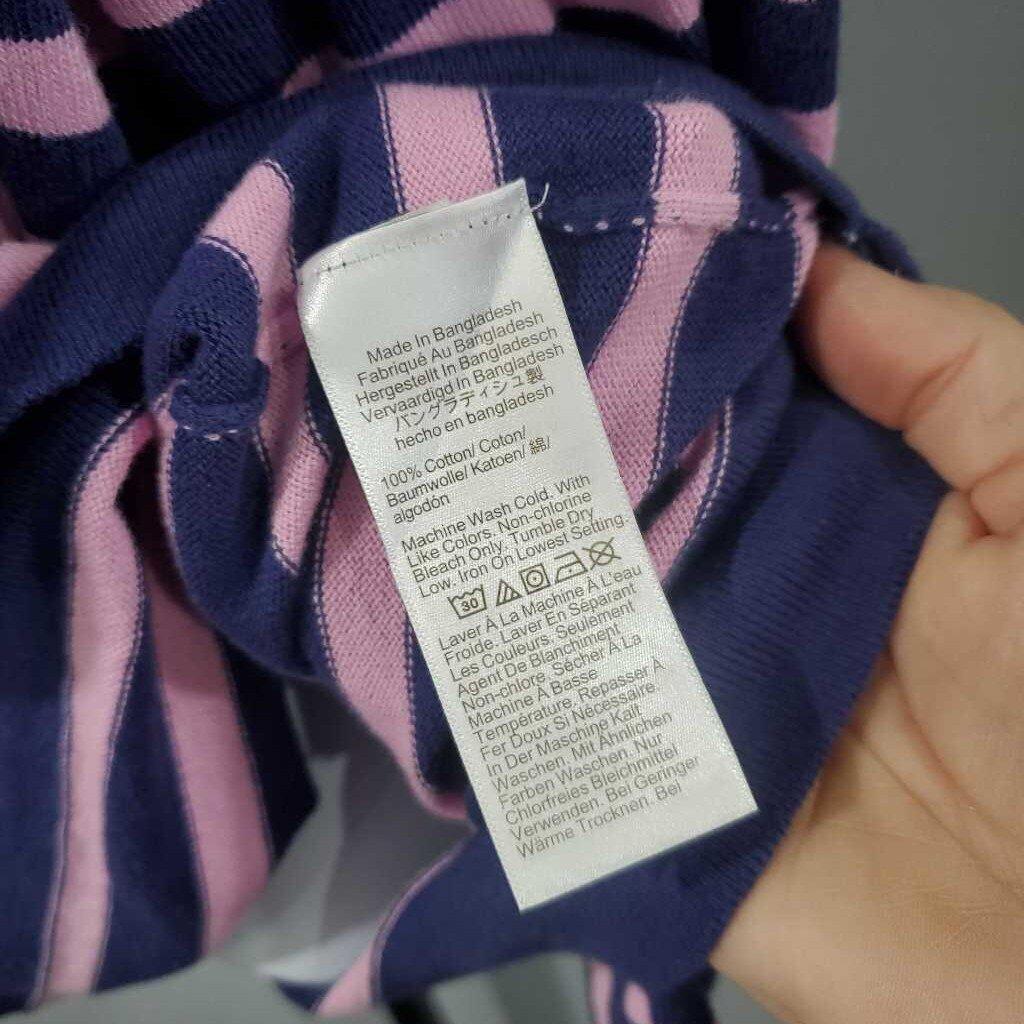 Made In Bangladesh
Fabriqué Au Bangladesh
Hergestellt In Bangladesch
Vervaardigd In Bangladesh
バングラディシュ製
hecho en bangladesh
100% Cotton/ Coton/
Baumwolle/ Katoen/ 綿/
algodón
Machine Wash Cold. With
Like Colors. Non-chlorine
Bleach Only. Tumble Dry
Low. Iron On Lowest Setting.
30
Laver À La Machine À L'eau
Froide. Laver En Séparant
Les Couleurs. Seulement
Agent De Blanchiment
Non-chlore. Sécher À La
Machine À Basse
Température. Repasser À
Fer Doux Si Nécessaire.
In Der Maschine Kalt
Waschen. Mit Ähnlichen
Farben Waschen. Nur
Chlorfreies Bleichmittel
Verwenden. Bei Geringer
Wärme Trocknen. Bei